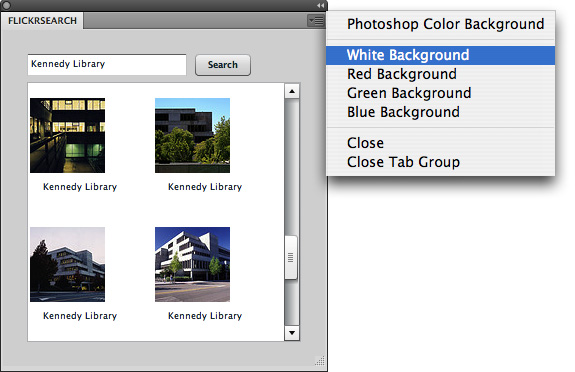 FLICKRSEARCH
Kennedy Library
Search
Kennedy Library
Kennedy Library
Kennedy Library
Kennedy Library
Photoshop Color Background
White Background
Red Background
Green Background
Blue Background
Close
Close Tab Group